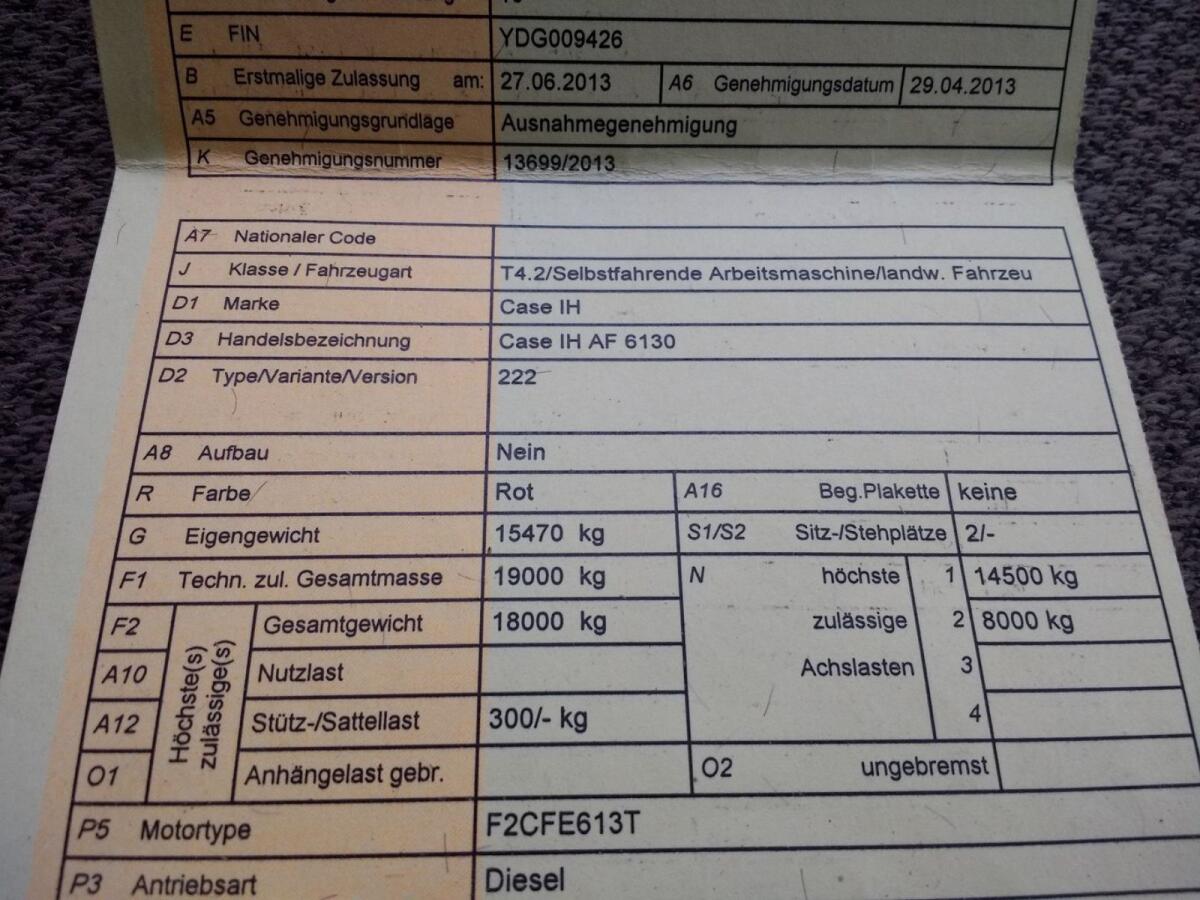 E FIN YDG009426
B Erstmalige Zulassung am: 27.06.2013 A6 Genehmigungsdatum 29.04.2013
A5 Genehmigungsgrundlage Ausnahmegenehmigung
K Genehmigungsnummer 13699/2013
A7 Nationaler Code
J Klasse / Fahrzeugart T4.2/Selbstfahrende Arbeitsmaschine/landw. Fahrzeu
D1 Marke Case IH
D3 Handelsbezeichnung Case IH AF 6130
D2 Type/Variante/Version 222
A8 Aufbau Nein
R Farbe Rot A16 Beg.Plakette keine
G Eigengewicht 15470 kg S1/S2 Sitz-/Stehplätze 2/-
F1 Techn. zul. Gesamtmasse 19000 kg N höchste 1 14500 kg
F2 Höchste(s) zulässige(s) Gesamtgewicht 18000 kg zulässige 2 8000 kg
A10 Nutzlast Achslasten 3
A12 Stütz-/Sattellast 300/- kg 4
O1 Anhängelast gebr. O2 ungebremst
P5 Motortype F2CFE613T
P3 Antriebsart Diesel